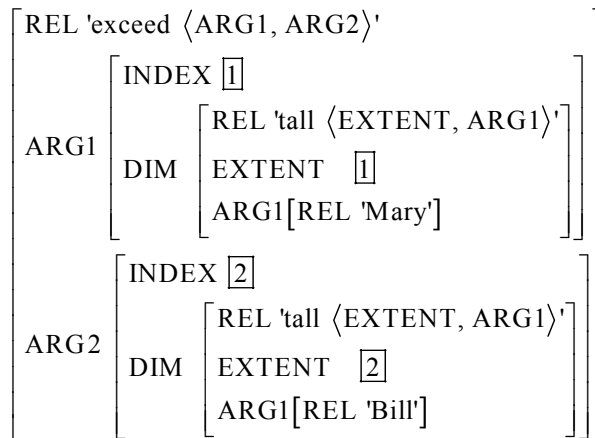 REL 'exceed ⟨ARG1, ARG2⟩'
INDEX 1
REL 'tall ⟨EXTENT, ARG1⟩'
ARG1 DIM EXTENT 1
ARG1[REL 'Mary']
INDEX 2
REL 'tall ⟨EXTENT, ARG1⟩'
ARG2 DIM EXTENT 2
ARG1[REL 'Bill']